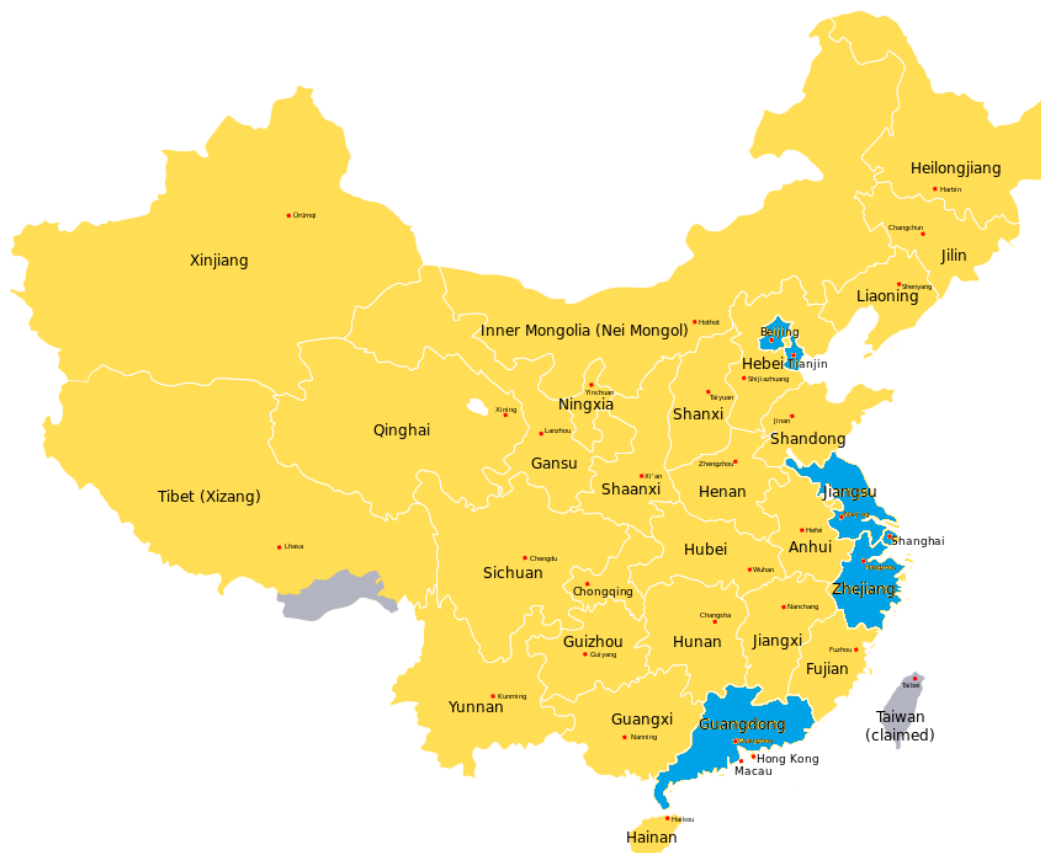 Heilongjiang
Harbin
Ürümqi
Changchun
Jilin
Xinjiang
Shenyang
Liaoning
Hothot
Inner Mongolia (Nei Mongol)
Beijing
Hebei
Tianjin
Shijiazhuang
Yinchuan
Ningxia
Taiyuan
Shanxi
Xining
Jinan
Qinghai
Lanzhou
Shandong
Gansu
Zhengzhou
Xi'an
Shaanxi
Henan
Jiangsu
Tibet (Xizang)
Hefei
Shanghai
Anhui
Lhasa
Hubei
Chengdu
Sichuan
Wuhan
Chongqing
Zhejiang
Nanchang
Changsha
Guizhou
Hunan
Jiangxi
Guiyang
Fuzhou
Fujian
Taibei
Kunming
Yunnan
Guangxi
Guangdong
Taiwan
(claimed)
Nanning
Hong Kong
Macau
Haikou
Hainan